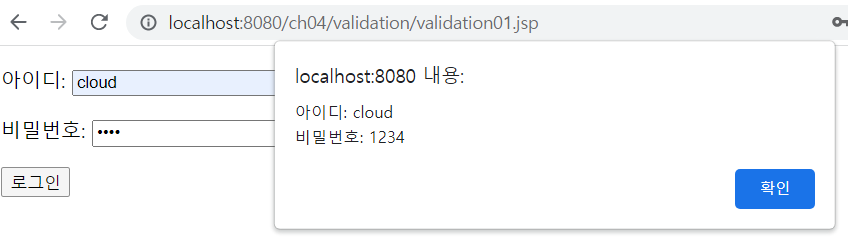 localhost:8080/ch04/validation/validation01.jsp
아이디: cloud
비밀번호: ••••
로그인
localhost:8080 내용:
아이디: cloud
비밀번호: 1234
확인